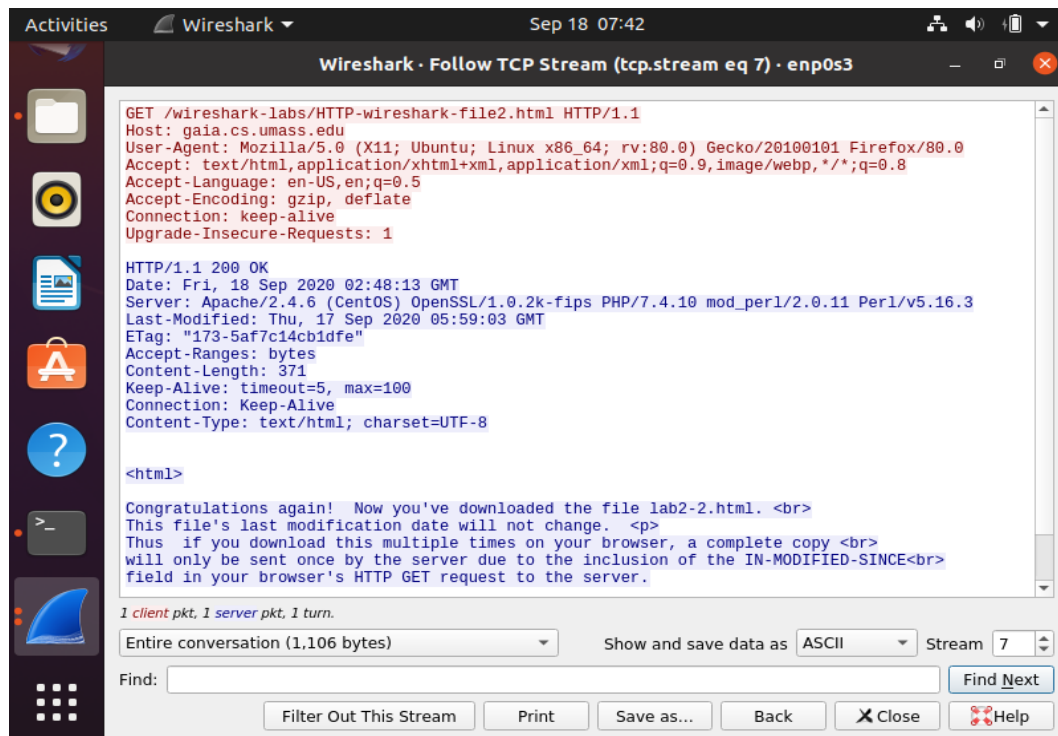 Activities Wireshark Sep 18 07:42
Wireshark · Follow TCP Stream (tcp.stream eq 7) · enp0s3
GET /wireshark-labs/HTTP-wireshark-file2.html HTTP/1.1
Host: gaia.cs.umass.edu
User-Agent: Mozilla/5.0 (X11; Ubuntu; Linux x86_64; rv:80.0) Gecko/20100101 Firefox/80.0
Accept: text/html,application/xhtml+xml,application/xml;q=0.9,image/webp,*/*;q=0.8
Accept-Language: en-US,en;q=0.5
Accept-Encoding: gzip, deflate
Connection: keep-alive
Upgrade-Insecure-Requests: 1
HTTP/1.1 200 OK
Date: Fri, 18 Sep 2020 02:48:13 GMT
Server: Apache/2.4.6 (CentOS) OpenSSL/1.0.2k-fips PHP/7.4.10 mod_perl/2.0.11 Perl/v5.16.3
Last-Modified: Thu, 17 Sep 2020 05:59:03 GMT
ETag: "173-5af7c14cb1dfe"
Accept-Ranges: bytes
Content-Length: 371
Keep-Alive: timeout=5, max=100
Connection: Keep-Alive
Content-Type: text/html; charset=UTF-8
<html>
Congratulations again!  Now you've downloaded the file lab2-2.html. <br>
This file's last modification date will not change.  <p>
Thus  if you download this multiple times on your browser, a complete copy <br>
will only be sent once by the server due to the inclusion of the IN-MODIFIED-SINCE<br>
field in your browser's HTTP GET request to the server.
1 client pkt, 1 server pkt, 1 turn.
Entire conversation (1,106 bytes) Show and save data as ASCII Stream 7
Find: Find Next
Filter Out This Stream Print Save as... Back Close Help